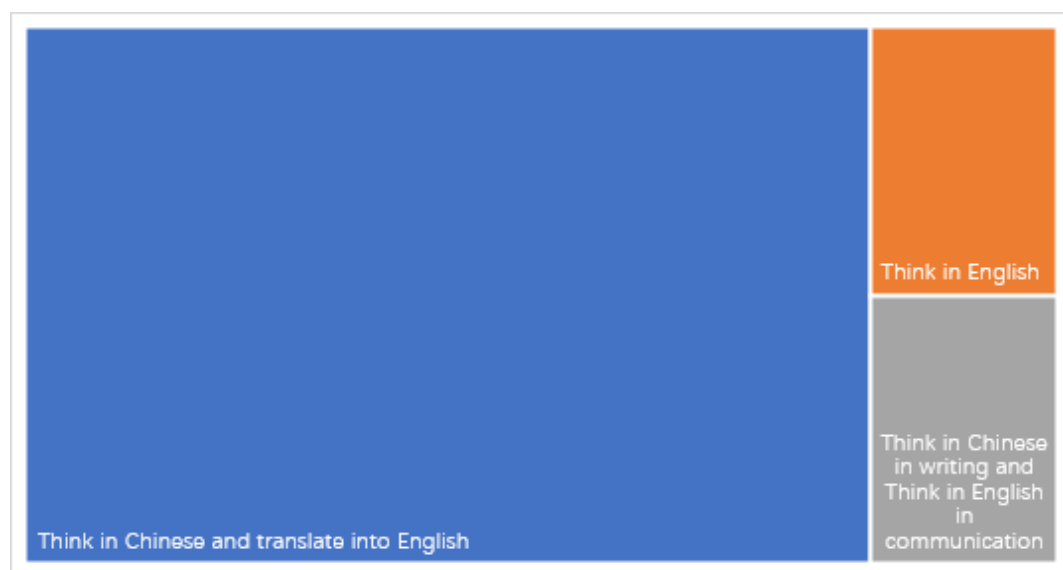 Think in English
Think in Chinese
in writing and
Think in English
in
communication
Think in Chinese and translate into English